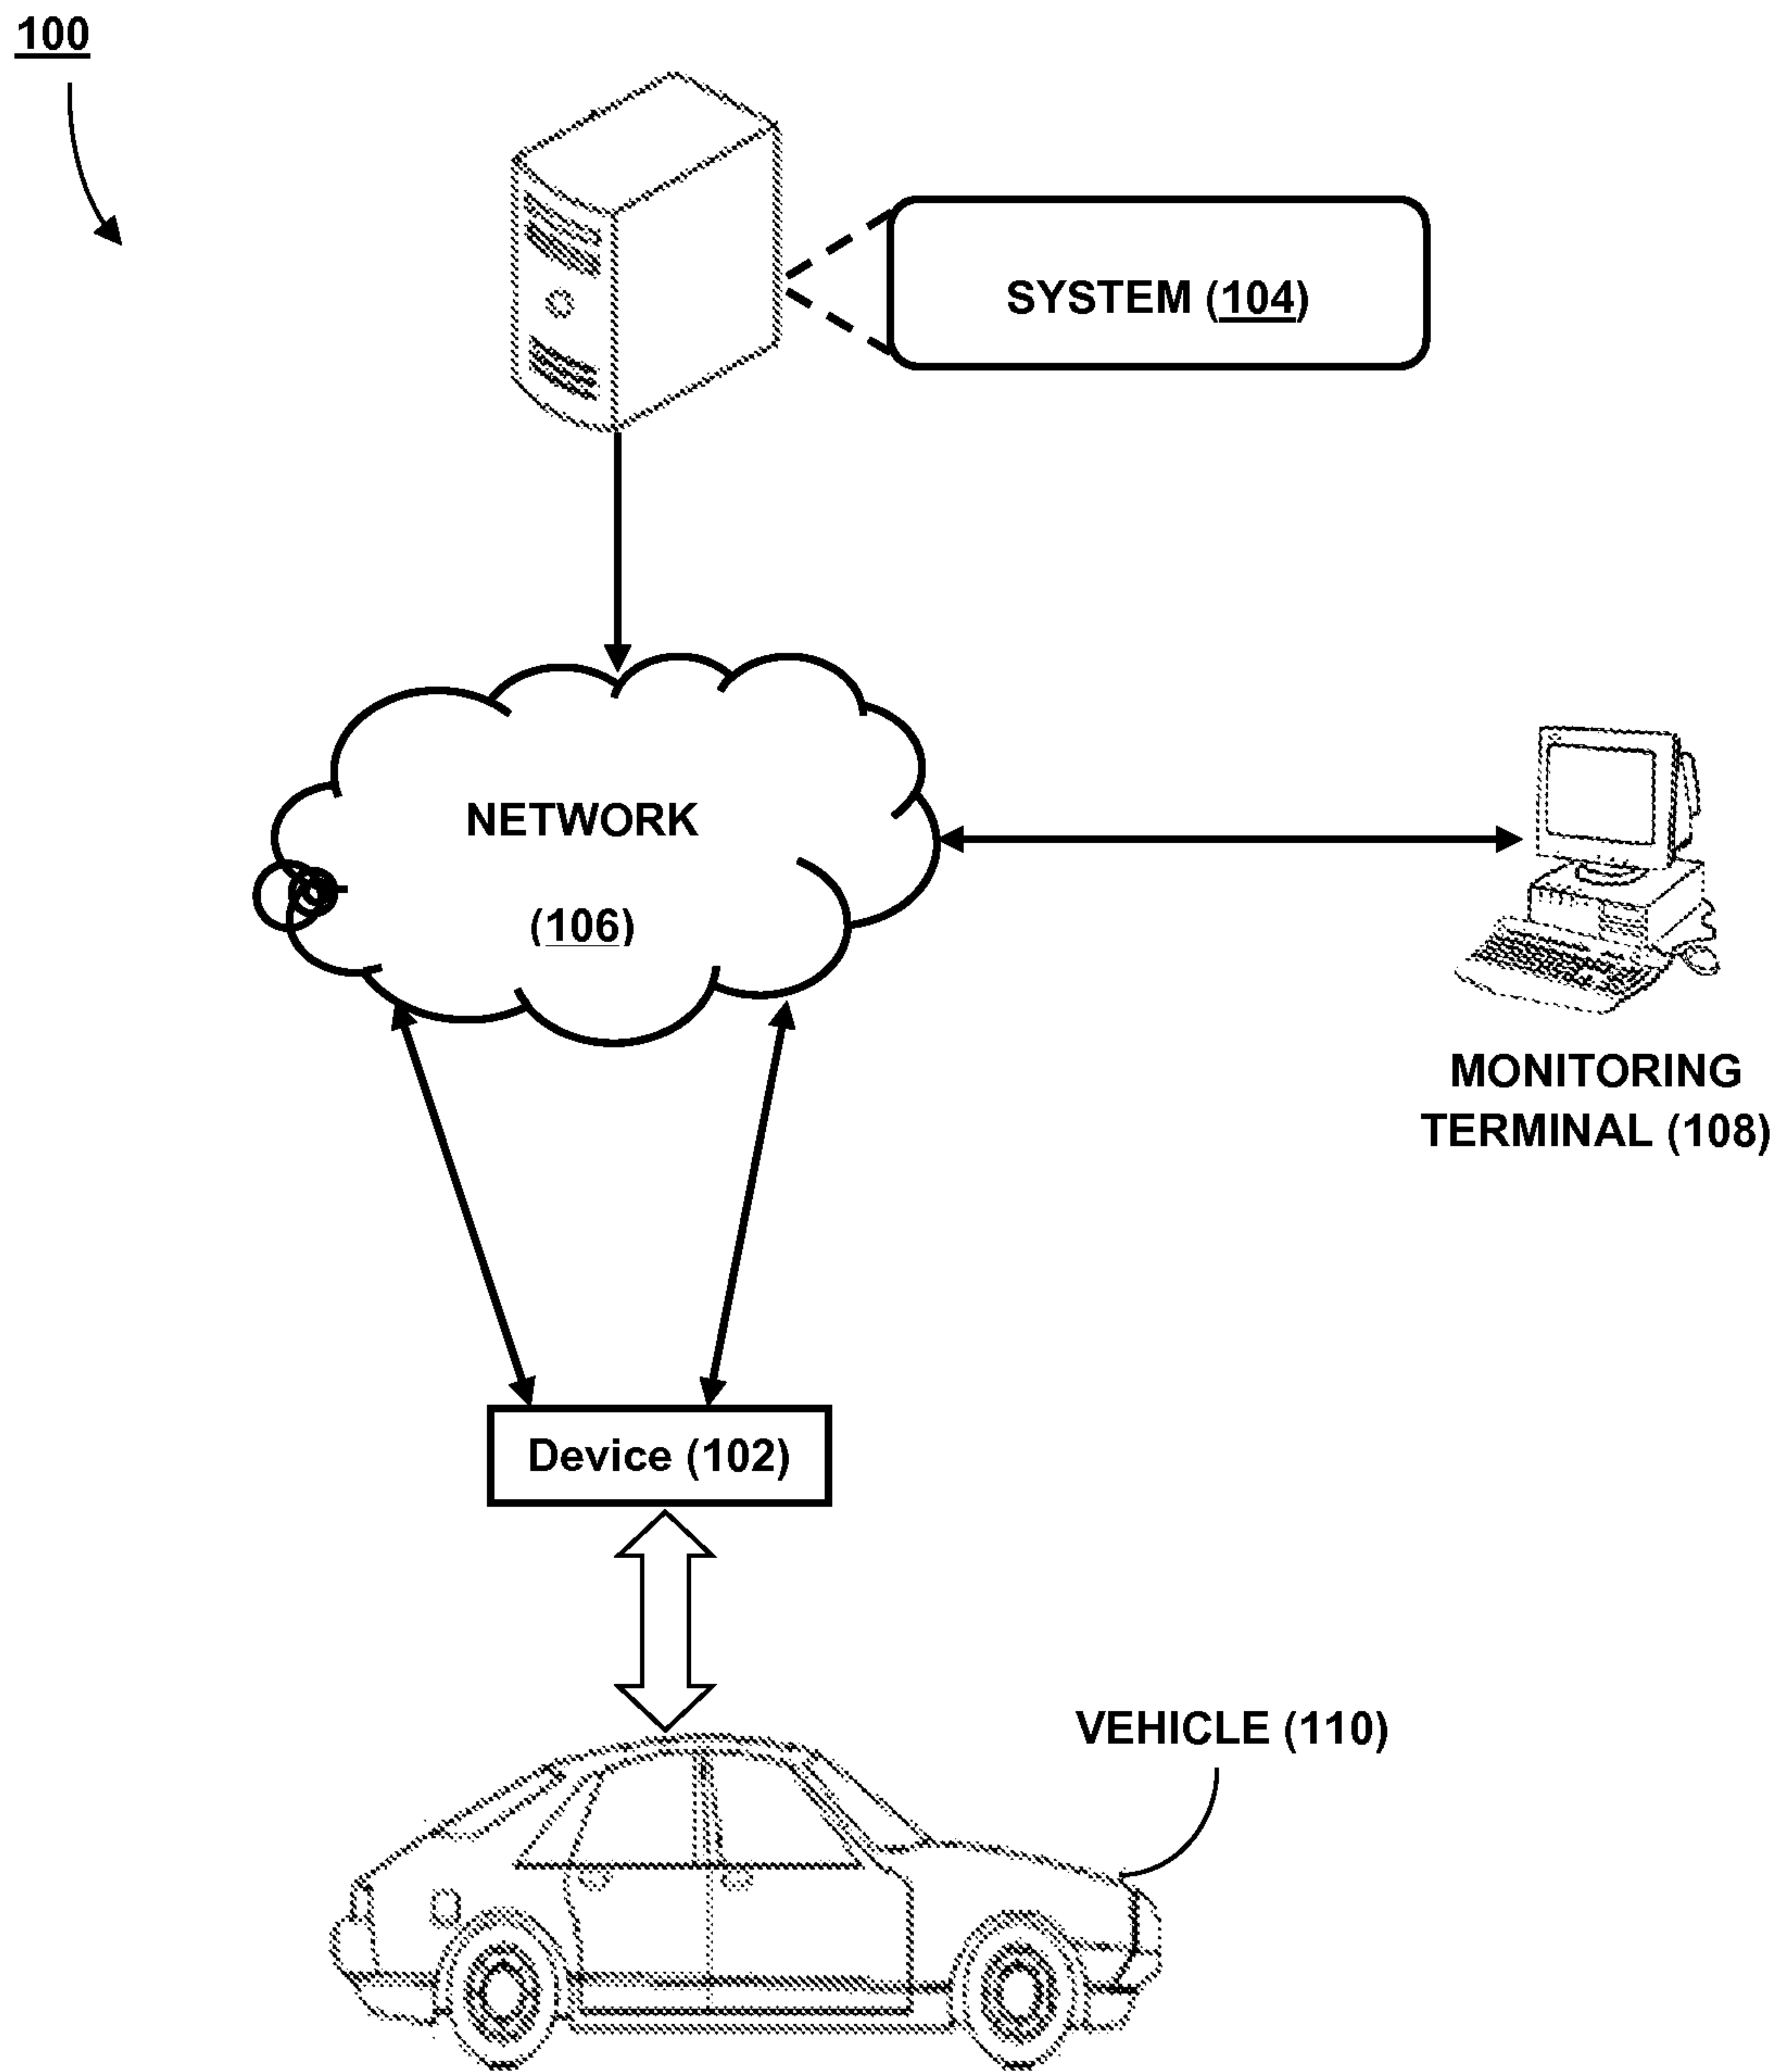 100
SYSTEM (104)
NETWORK
(106)
MONITORING
TERMINAL (108)
Device (102)
VEHICLE (110)